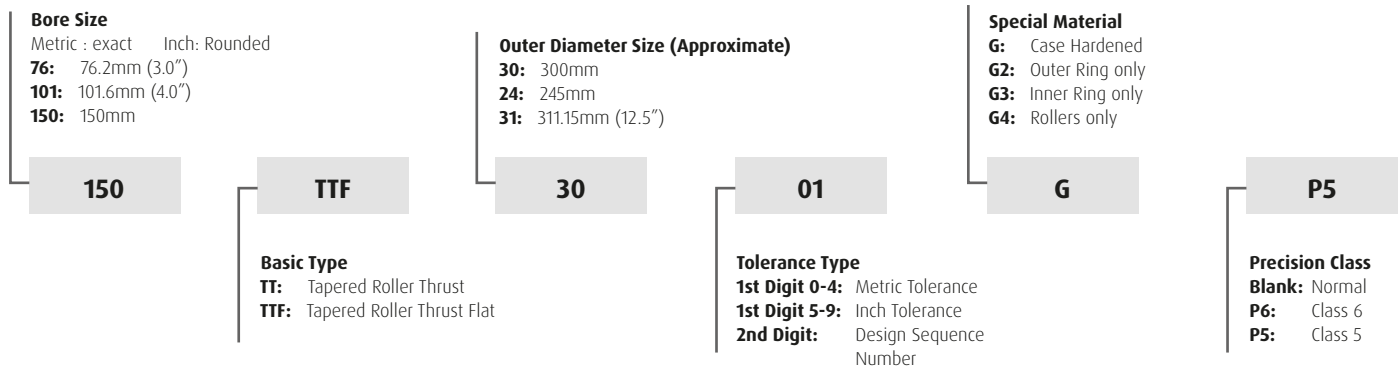 Bore Size
Metric : exact Inch: Rounded
76: 76.2mm (3.0″)
101: 101.6mm (4.0″)
150: 150mm
150
TTF
Basic Type
TT: Tapered Roller Thrust
TTF: Tapered Roller Thrust Flat
Outer Diameter Size (Approximate)
30: 300mm
24: 245mm
31: 311.15mm (12.5″)
30
01
Tolerance Type
1st Digit 0-4: Metric Tolerance
1st Digit 5-9: Inch Tolerance
2nd Digit: Design Sequence
Number
Special Material
G: Case Hardened
G2: Outer Ring only
G3: Inner Ring only
G4: Rollers only
G
P5
Precision Class
Blank: Normal
P6: Class 6
P5: Class 5